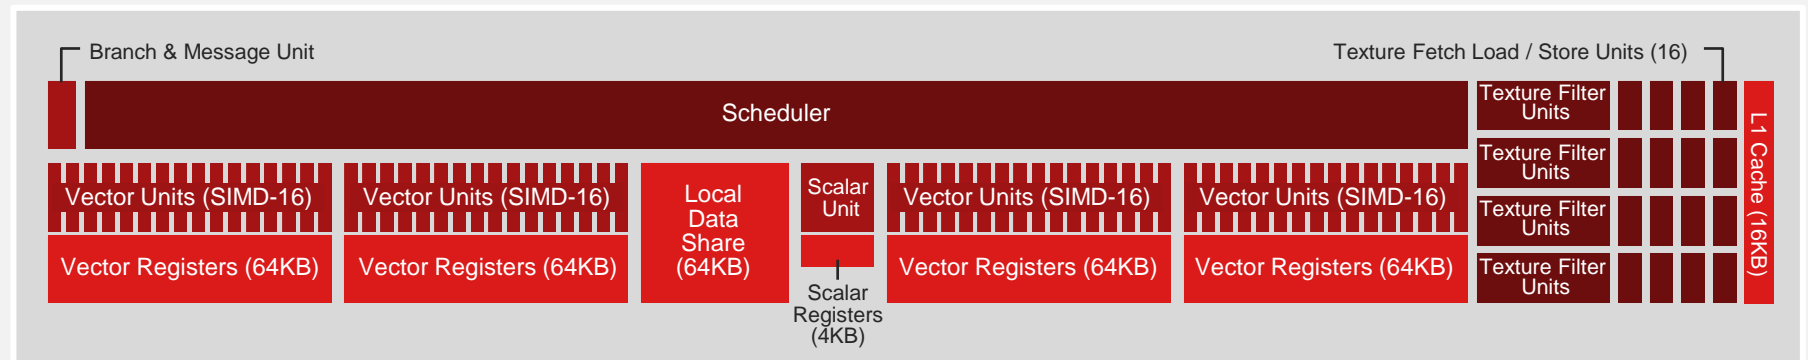 Branch & Message Unit
Texture Fetch Load / Store Units (16)
Scheduler
Texture Filter
Units
Texture Filter
Units
Texture Filter
Units
Texture Filter
Units
L1 Cache (16KB)
Vector Units (SIMD-16)
Vector Registers (64KB)
Vector Units (SIMD-16)
Vector Registers (64KB)
Local
Data
Share
(64KB)
Scalar
Unit
Scalar
Registers
(4KB)
Vector Units (SIMD-16)
Vector Registers (64KB)
Vector Units (SIMD-16)
Vector Registers (64KB)